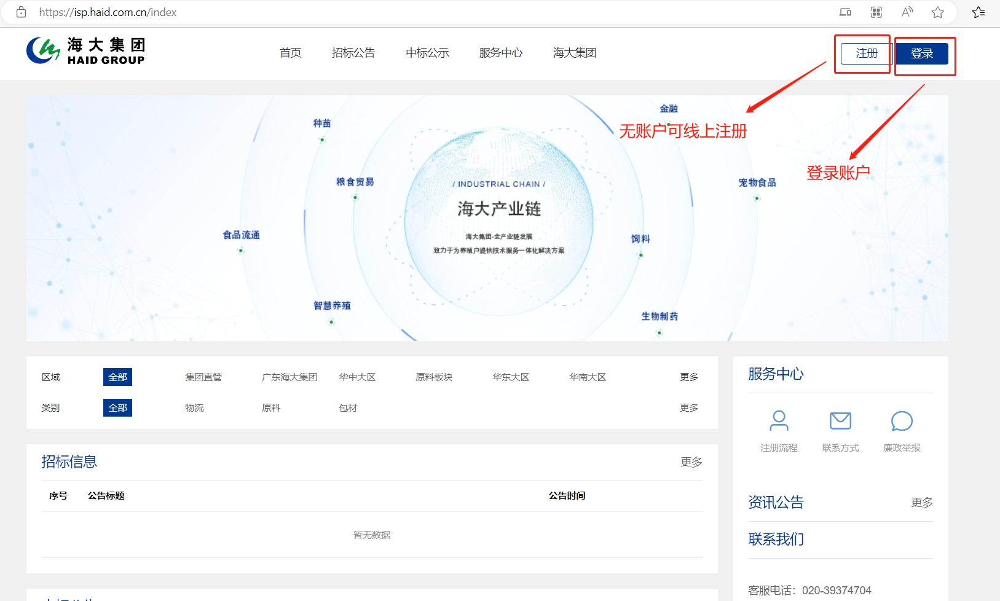 https://isp.haid.com.cn/index
海大集团
HAID GROUP
首页 招标公告 中标公示 服务中心 海大集团
注册 登录
金融
种苗
无账户可线上注册
登录账户
粮食贸易
/ INDUSTRIAL CHAIN /
宠物食品
海大产业链
食品流通
海大集团-全产业链发展
饲料
致力于为养殖户提供技术服务一体化解决方案
智慧养殖
生物制药
区域 全部 集团直管 广东海大集团 华中大区 原料板块 华东大区 华南大区 更多
类别 全部 物流 原料 包材 更多
招标信息 更多
序号 公告标题 公告时间
暂无数据
服务中心
注册流程 联系方式 廉政举报
资讯公告 更多
联系我们
客服电话：020-39374704